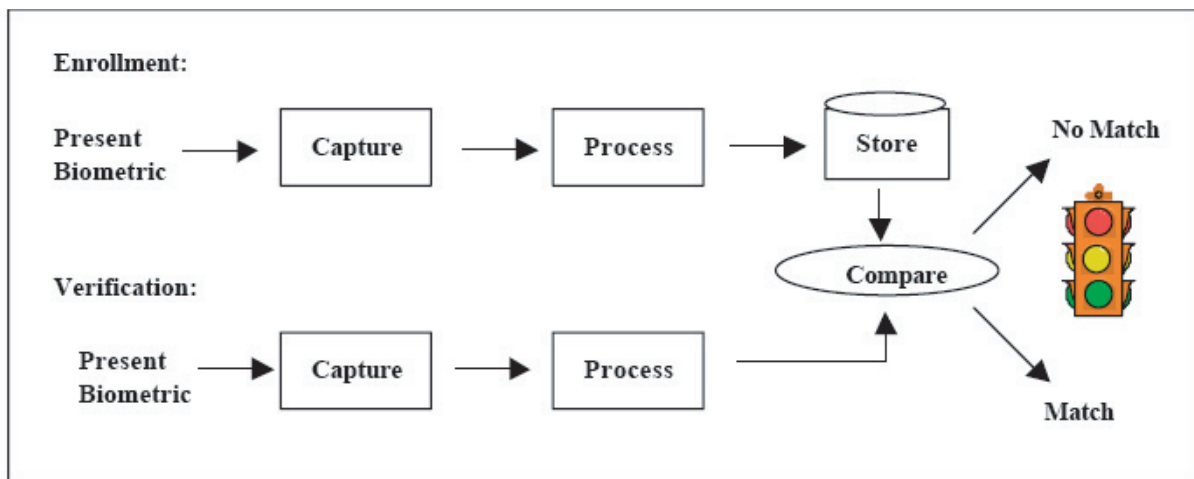 Enrollment:
Present
Biometric
Capture
Process
Store
No Match
Compare
Verification:
Present
Biometric
Capture
Process
Match